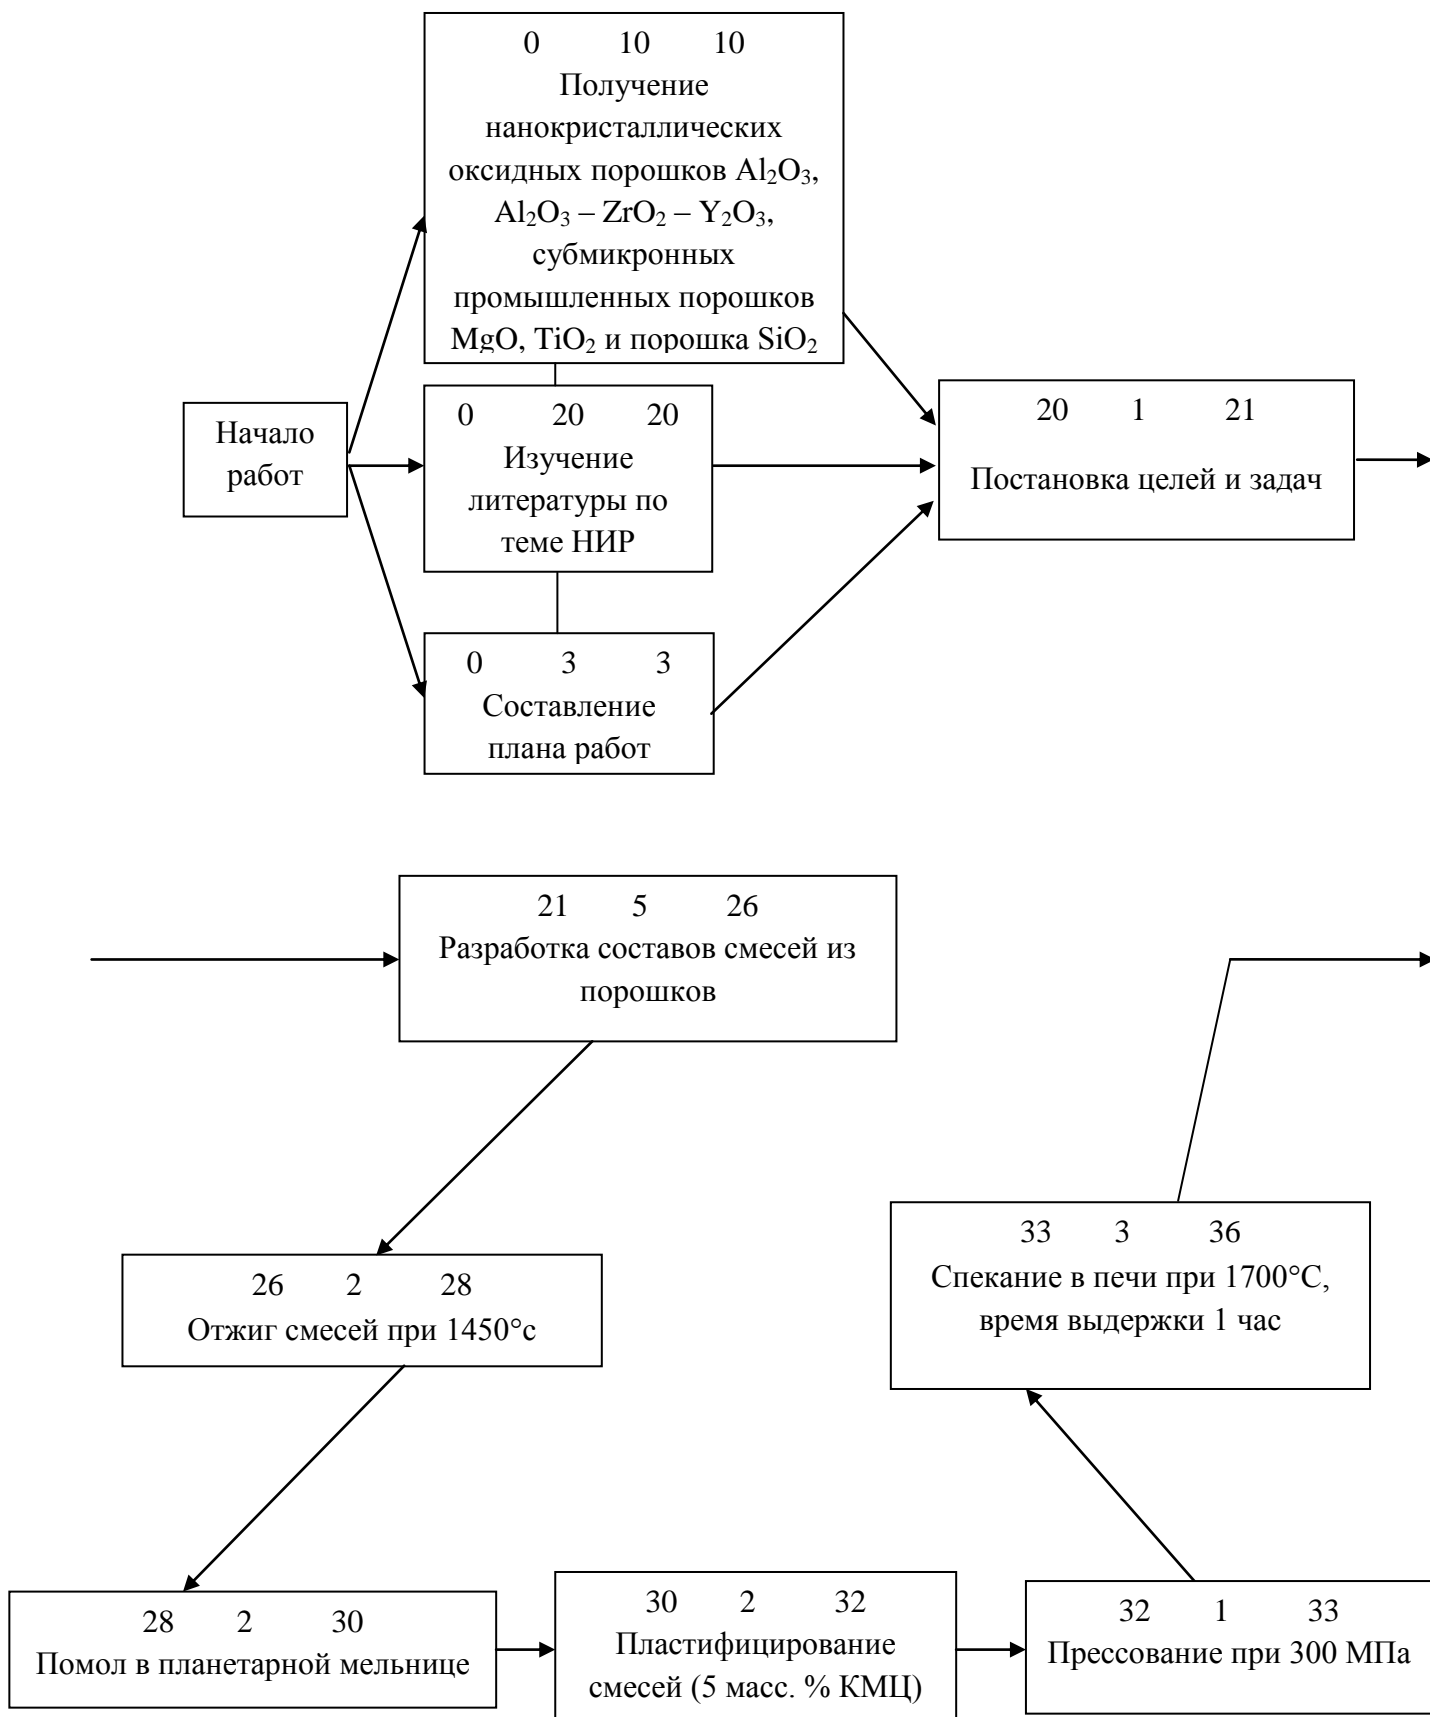 0 10 10
Получение
нанокристаллических
оксидных порошков Al₂O₃,
Al₂O₃ – ZrO₂ – Y₂O₃,
субмикронных
промышленных порошков
MgO, TiO₂ и порошка SiO₂
Начало
работ
0 20 20
Изучение
литературы по
теме НИР
20 1 21
Постановка целей и задач
0 3 3
Составление
плана работ
21 5 26
Разработка составов смесей из
порошков
26 2 28
Отжиг смесей при 1450°с
33 3 36
Спекание в печи при 1700°С,
время выдержки 1 час
28 2 30
Помол в планетарной мельнице
30 2 32
Пластифицирование
смесей (5 масс. % КМЦ)
32 1 33
Прессование при 300 МПа